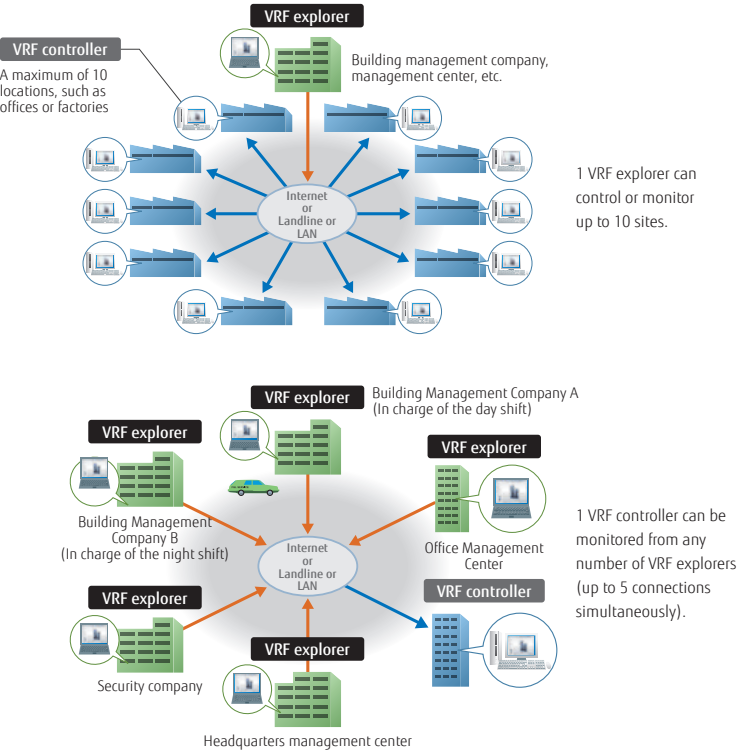 VRF explorer
VRF controller
A maximum of 10
locations, such as
offices or factories
Building management company,
management center, etc.
Internet
or
Landline or
LAN
1 VRF explorer can
control or monitor
up to 10 sites.
VRF explorer
Building Management Company A
(In charge of the day shift)
VRF explorer
Building Management
Company B
(In charge of the night shift)
VRF explorer
Office Management
Center
Internet
or
Landline or
LAN
1 VRF controller can be
monitored from any
number of VRF explorers
(up to 5 connections
simultaneously).
VRF explorer
Security company
VRF controller
VRF explorer
Headquarters management center